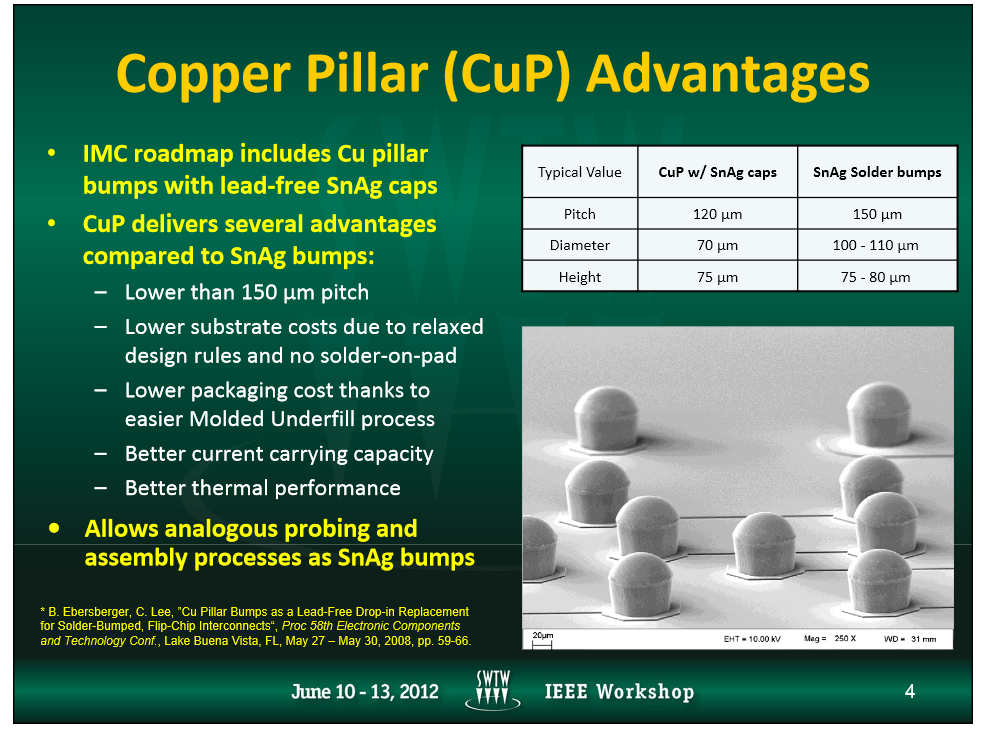 Copper Pillar (CuP) Advantages
• IMC roadmap includes Cu pillar
bumps with lead-free SnAg caps
• CuP delivers several advantages
compared to SnAg bumps:
– Lower than 150 µm pitch
– Lower substrate costs due to relaxed
design rules and no solder-on-pad
– Lower packaging cost thanks to
easier Molded Underfill process
– Better current carrying capacity
– Better thermal performance
• Allows analogous probing and
assembly processes as SnAg bumps
* B. Ebersberger, C. Lee, "Cu Pillar Bumps as a Lead-Free Drop-in Replacement
for Solder-Bumped, Flip-Chip Interconnects“, Proc 58th Electronic Components
and Technology Conf., Lake Buena Vista, FL, May 27 – May 30, 2008, pp. 59-66.
Typical Value CuP w/ SnAg caps SnAg Solder bumps
Pitch 120 µm 150 µm
Diameter 70 µm 100 - 110 µm
Height 75 µm 75 - 80 µm
20µm EHT = 10.00 kV Meg = 250 X WD = 31 mm
June 10 - 13, 2012 SWTW IEEE Workshop 4